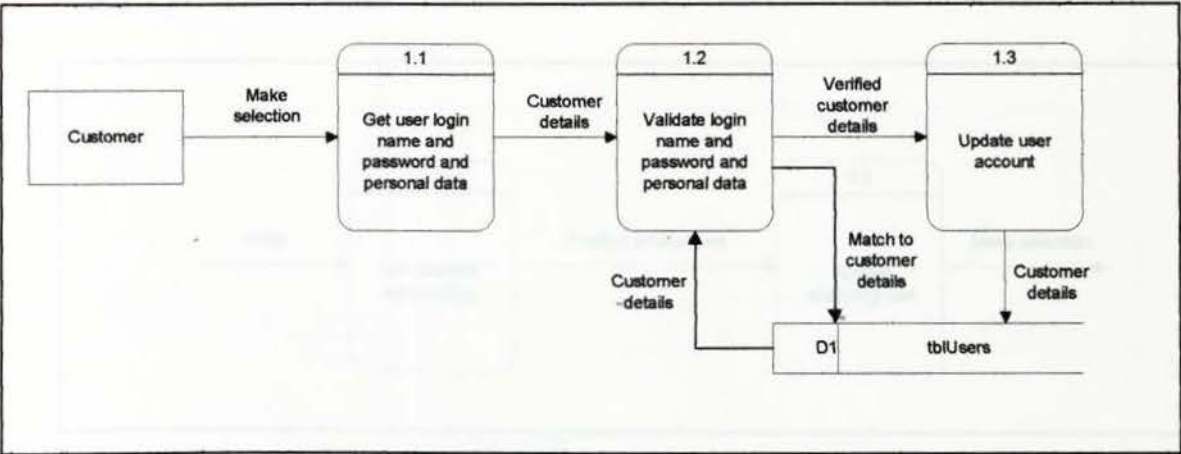 1.1
1.2
1.3
Customer
Make
selection
Get user login
name and
password and
personal data
Customer
details
Validate login
name and
password and
personal data
Verified
customer
details
Update user
account
Customer
details
Match to
customer
details
Customer
details
D1
tblUsers